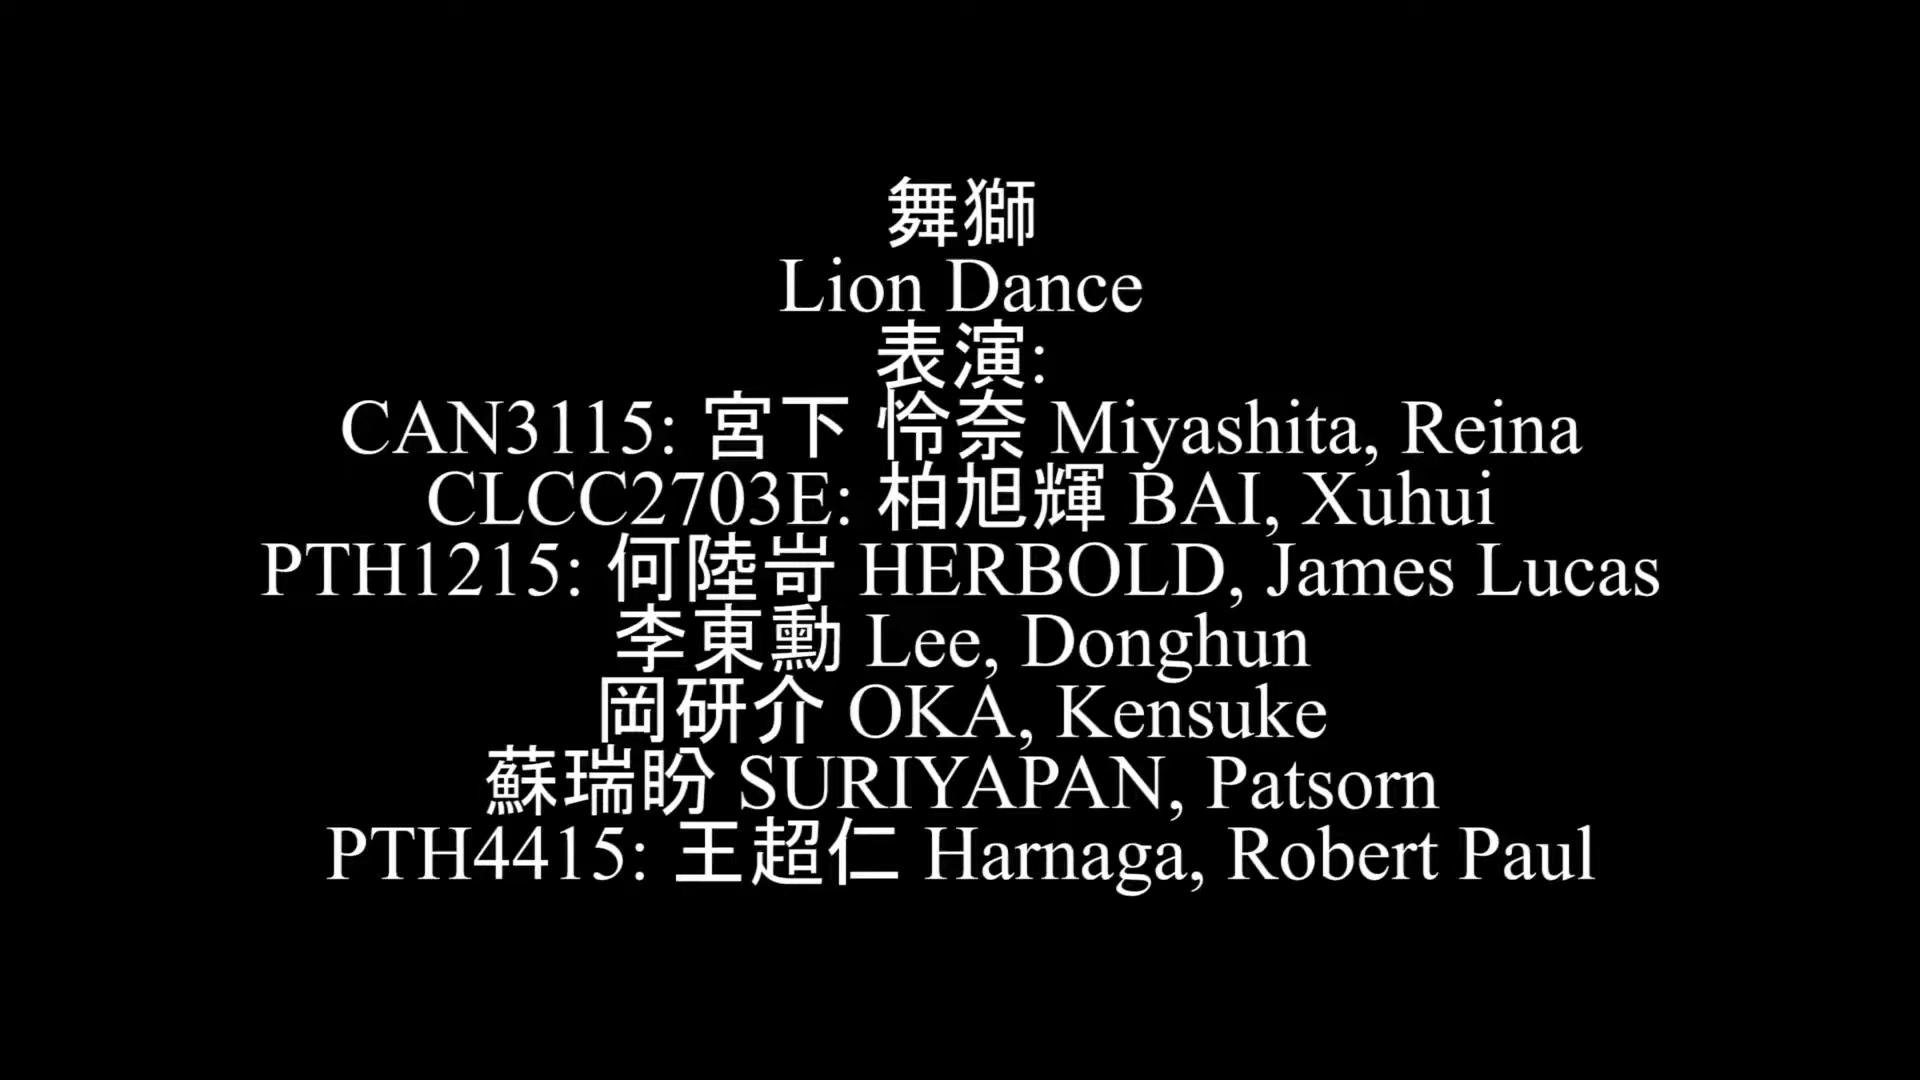 舞獅
Lion Dance
表演:
CAN3115: 宮下 怜奈 Miyashita, Reina
CLCC2703E: 柏旭輝 BAI, Xuhui
PTH1215: 何陸岢 HERBOLD, James Lucas
李東勳 Lee, Donghun
岡研介 OKA, Kensuke
蘇瑞盼 SURIYAPAN, Patsorn
PTH4415: 王超仁 Harnaga, Robert Paul